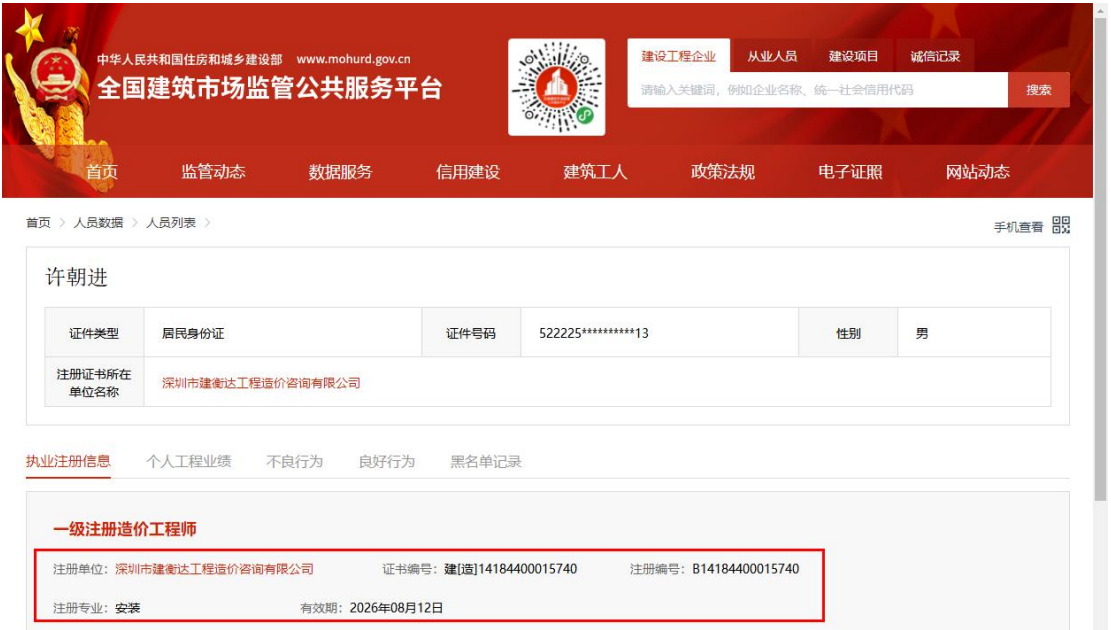 中华人民共和国住房和城乡建设部 www.mohurd.gov.cn
全国建筑市场监管公共服务平台
建设工程企业 从业人员 建设项目 诚信记录
请输入关键词，例如企业名称、统一社会信用代码 搜索
首页 监管动态 数据服务 信用建设 建筑工人 政策法规 电子证照 网站动态
首页 > 人员数据 > 人员列表 >
手机查看
许朝进
证件类型 居民身份证 证件号码 522225**********13 性别 男
注册证书所在
单位名称
深圳市建衡达工程造价咨询有限公司
执业注册信息 个人工程业绩 不良行为 良好行为 黑名单记录
一级注册造价工程师
注册单位：深圳市建衡达工程造价咨询有限公司 证书编号：建[造]14184400015740 注册编号：B14184400015740
注册专业：安装 有效期：2026年08月12日